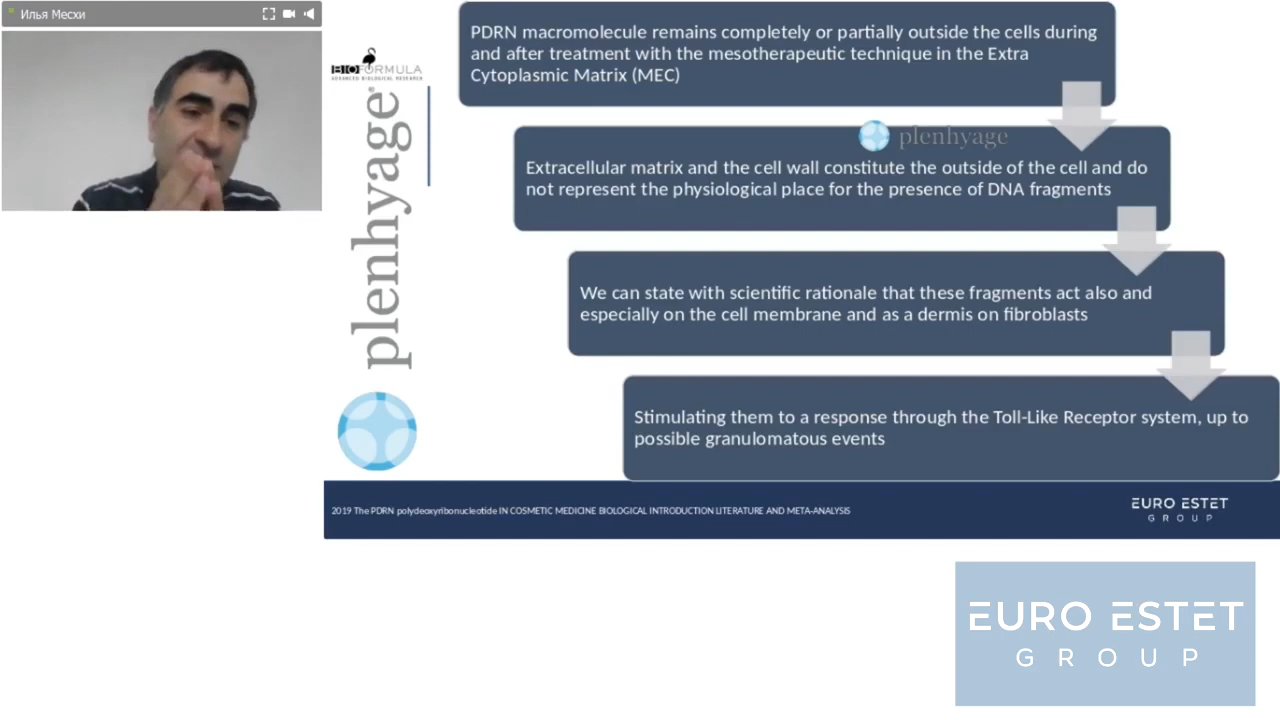 Илья Месхи
BIOFORMULA
ADVANCED BIOLOGICAL RESEARCH
plenhyage®
PDRN macromolecule remains completely or partially outside the cells during
and after treatment with the mesotherapeutic technique in the Extra
Cytoplasmic Matrix (MEC)
plenhyage
Extracellular matrix and the cell wall constitute the outside of the cell and do
not represent the physiological place for the presence of DNA fragments
We can state with scientific rationale that these fragments act also and
especially on the cell membrane and as a dermis on fibroblasts
Stimulating them to a response through the Toll-Like Receptor system, up to
possible granulomatous events
2019 The PDRN polydeoxyribonucleotide IN COSMETIC MEDICINE BIOLOGICAL INTRODUCTION LITERATURE AND META-ANALYSIS
EURO ESTET
GROUP
EURO ESTET
GROUP